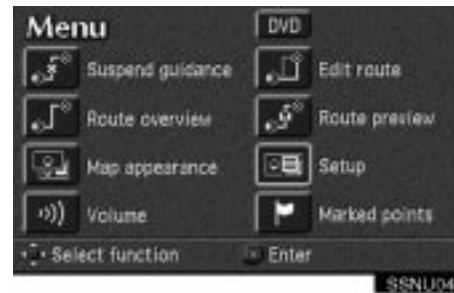 Menu DVD
Suspend guidance Edit route
Route overview Route preview
Map appearance Setup
Volume Marked points
Select function Enter
SSNU04